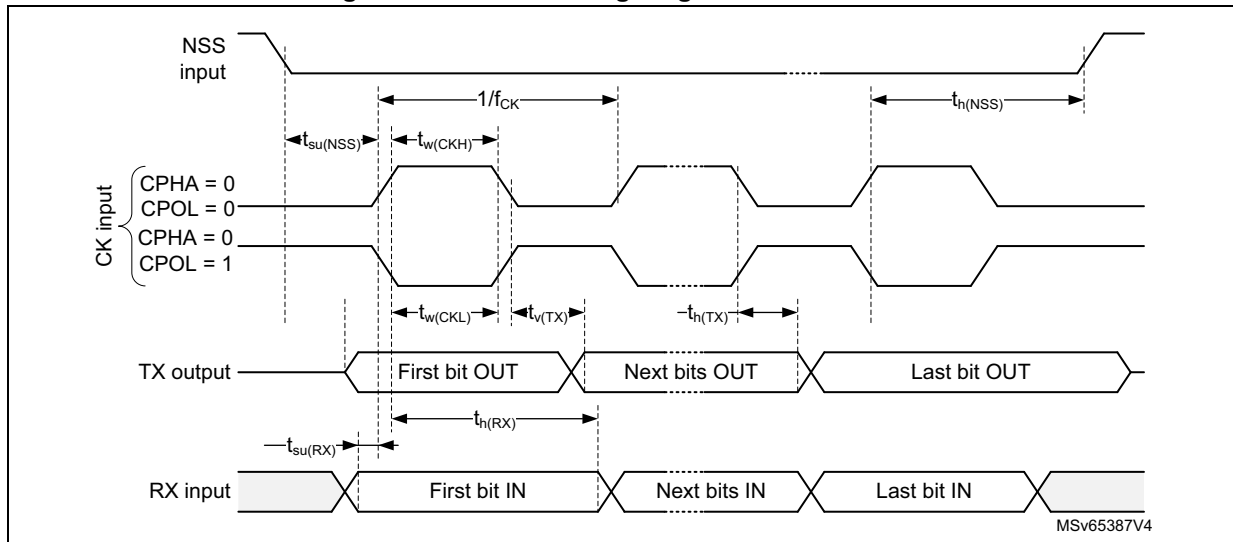 NSS
input
1/fCK
th(NSS)
tsu(NSS)
tw(CKH)
CK input
CPHA = 0
CPOL = 0
CPHA = 0
CPOL = 1
tw(CKL)
tv(TX)
th(TX)
TX output
First bit OUT
Next bits OUT
Last bit OUT
th(RX)
tsu(RX)
RX input
First bit IN
Next bits IN
Last bit IN
MSv65387V4